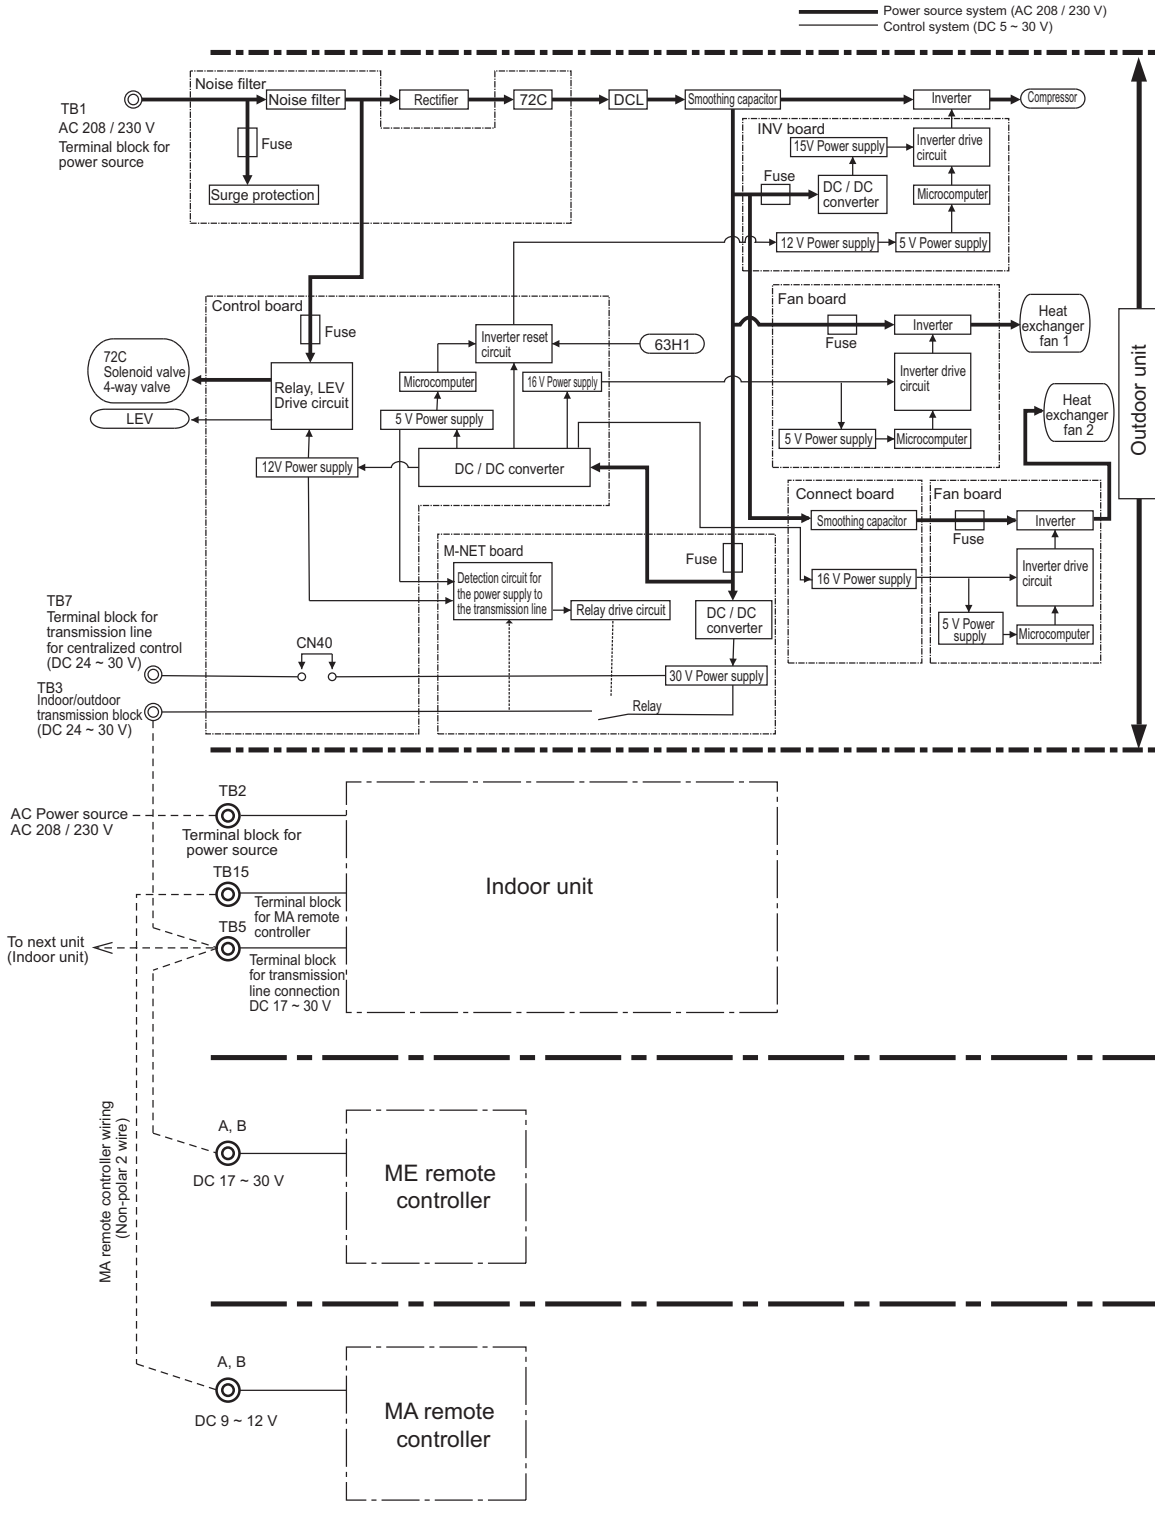 Power source system (AC 208 / 230 V)
Control system (DC 5 ~ 30 V)
Noise filter
Noise filter
Rectifier
72C
DCL
Smoothing capacitor
Inverter
Compressor
TB1
AC 208 / 230 V
Terminal block for
power source
Fuse
Surge protection
INV board
15V Power supply
Inverter drive
circuit
Fuse
DC / DC
converter
Microcomputer
12 V Power supply
5 V Power supply
Control board
Fuse
Inverter reset
circuit
63H1
72C
Solenoid valve
4-way valve
LEV
Relay, LEV
Drive circuit
Microcomputer
16 V Power supply
5 V Power supply
12V Power supply
DC / DC converter
Fan board
Fuse
Inverter
Heat
exchanger
fan 1
Inverter drive
circuit
5 V Power supply
Microcomputer
Heat
exchanger
fan 2
Outdoor unit
Connect board
Smoothing capacitor
16 V Power supply
Fan board
Fuse
Inverter
Inverter drive
circuit
5 V Power
supply
Microcomputer
M-NET board
Detection circuit for
the power supply to
the transmission line
Relay drive circuit
Fuse
DC / DC
converter
30 V Power supply
Relay
TB7
Terminal block for
transmission line
for centralized control
(DC 24 ~ 30 V)
CN40
TB3
Indoor/outdoor
transmission block
(DC 24 ~ 30 V)
AC Power source
AC 208 / 230 V
TB2
Terminal block for
power source
TB15
Terminal block
for MA remote
controller
TB5
To next unit
(Indoor unit)
Terminal block
for transmission
line connection
DC 17 ~ 30 V
Indoor unit
MA remote controller wiring
(Non-polar 2 wire)
A, B
DC 17 ~ 30 V
ME remote
controller
A, B
DC 9 ~ 12 V
MA remote
controller